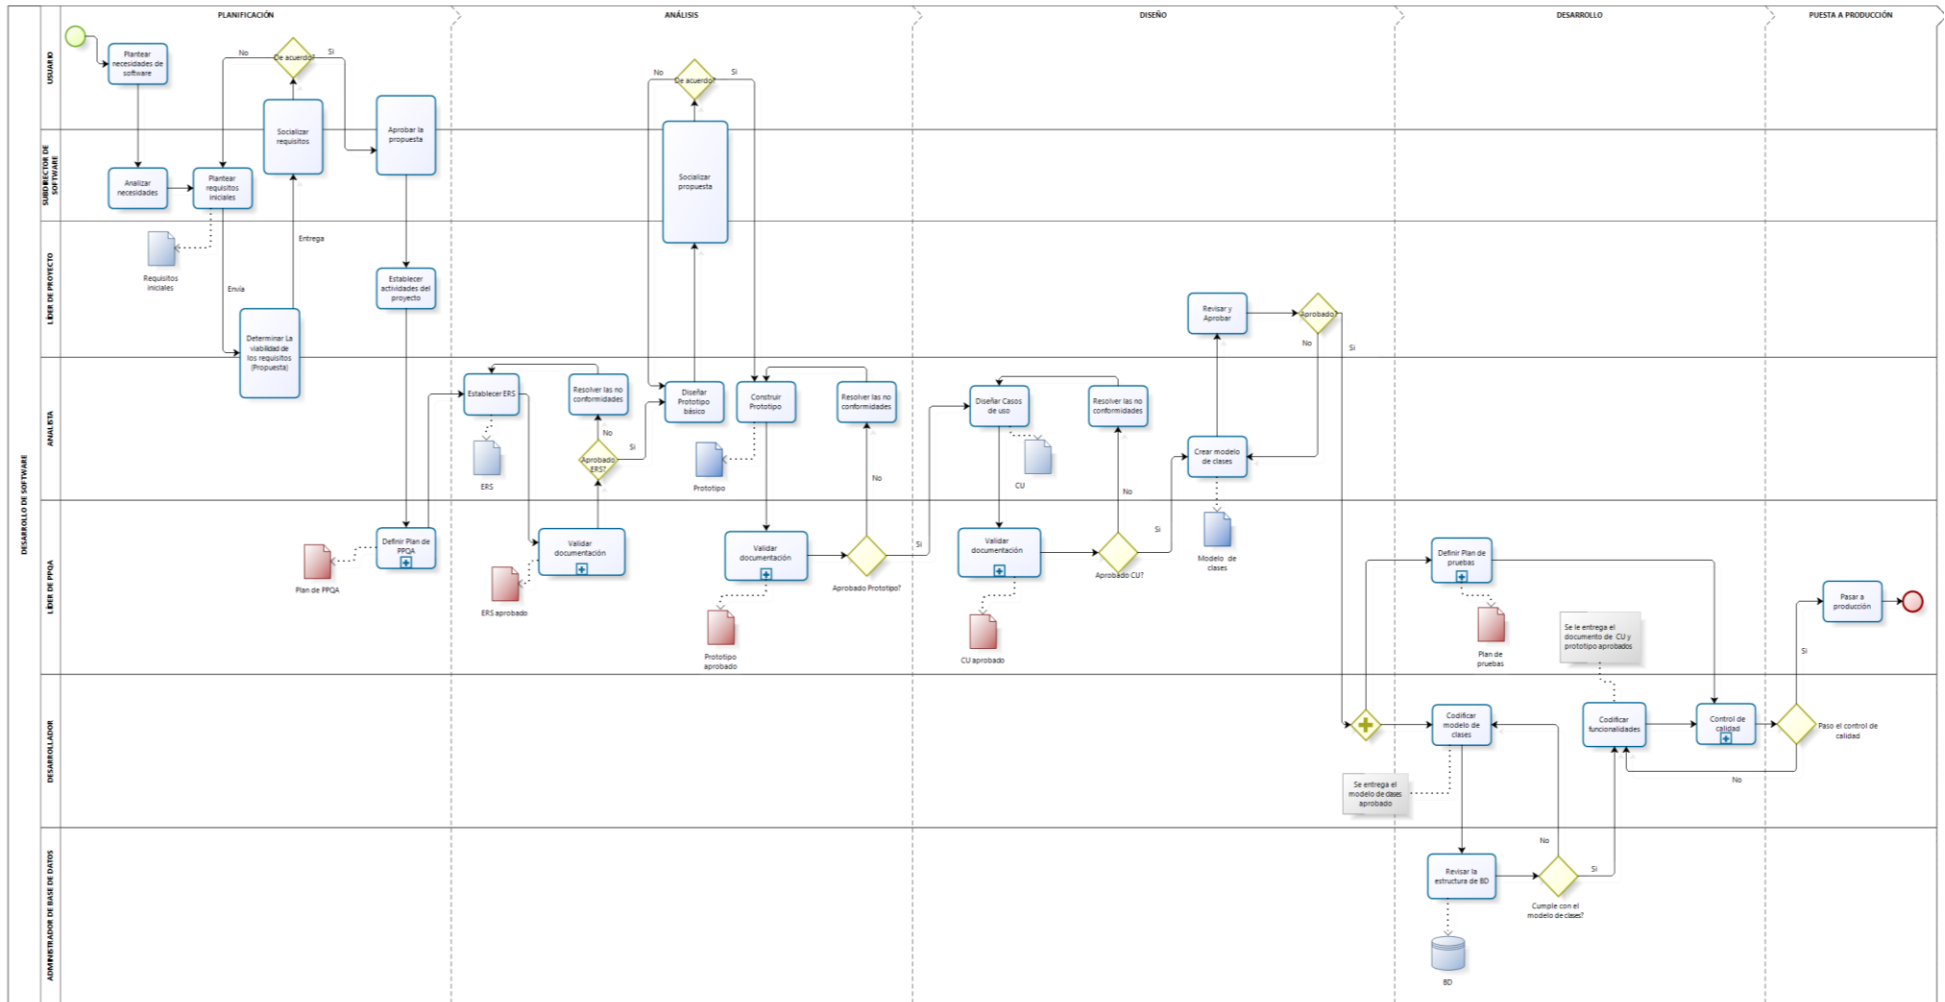 PLANIFICACIÓN
ANÁLISIS
DISEÑO
DESARROLLO
PUESTA A PRODUCCIÓN
DESARROLLO DE SOFTWARE
USUARIO
Plantear
necesidades de
software
No
De acuerdo?
Si
Socializar
requisitos
Aprobar la
propuesta
No
De acuerdo?
Si
SUBDIRECTOR DE
SOFTWARE
Analizar
necesidades
Plantear
requisitos
iniciales
Socializar
propuesta
LÍDER DE PROYECTO
Requisitos
iniciales
Envía
Entrega
Determinar La
viabilidad de
los requisitos
(Propuesta)
Establecer
actividades del
proyecto
Revisar y
Aprobar
Aprobado?
No
Si
ANALISTA
Establecer ERS
ERS
Resolver las no
conformidades
No
Aprobado
ERS?
Si
Diseñar
Prototipo
básico
Construir
Prototipo
Prototipo
Resolver las no
conformidades
No
Diseñar Casos
de uso
CU
Resolver las no
conformidades
No
Crear modelo
de clases
LÍDER DE PPQA
Definir Plan de
PPQA
Plan de PPQA
Validar
documentación
ERS aprobado
Validar
documentación
Prototipo
aprobado
Aprobado Prototipo?
Si
Validar
documentación
CU aprobado
Aprobado CU?
Si
Modelo de
clases
Definir Plan de
pruebas
Plan de
pruebas
Se le entrega el
documento de CU y
prototipo aprobados
Pasar a
producción
Si
DESARROLLADOR
Codificar
modelo de
clases
Se entrega el
modelo de clases
aprobado
Codificar
funcionalidades
Control de
calidad
Paso el control de
calidad
No
ADMINISTRADOR DE BASE DE DATOS
Revisar la
estructura de BD
BD
No
Si
Cumple con el
modelo de clases?